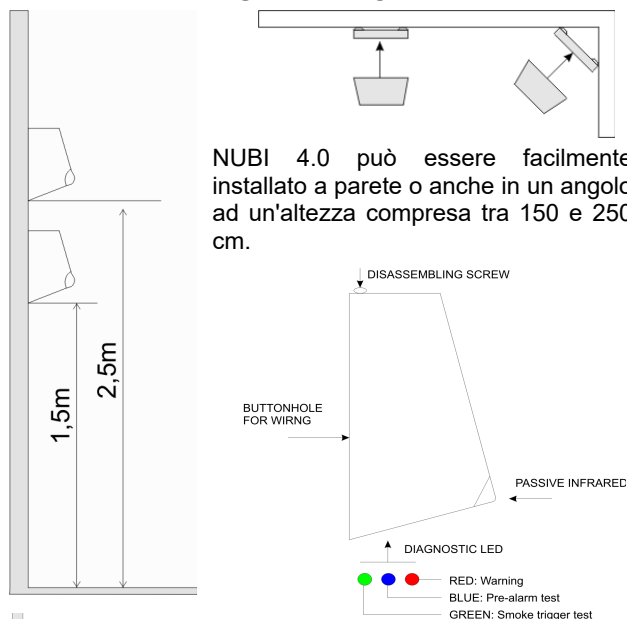 NUBI 4.0 può essere facilmente
installato a parete o anche in un angolo
ad un'altezza compresa tra 150 e 250
cm.
1,5m
2,5m
DISASSEMBLING SCREW
BUTTONHOLE
FOR WIRNG
PASSIVE INFRARED
DIAGNOSTIC LED
RED: Warning
BLUE: Pre-alarm test
GREEN: Smoke trigger test